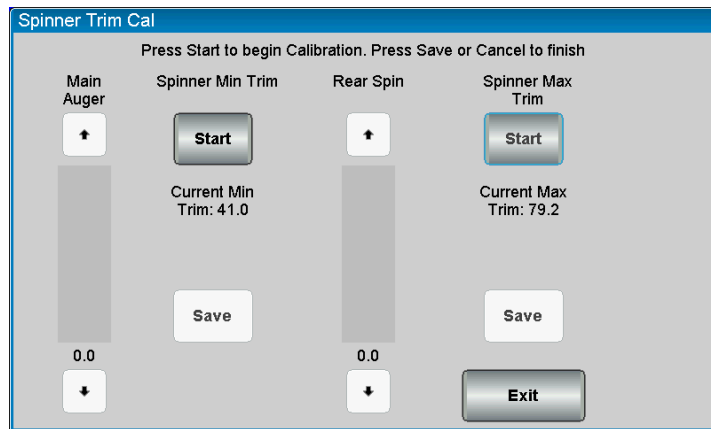 Spinner Trim Cal
Press Start to begin Calibration. Press Save or Cancel to finish
Main
Auger
Spinner Min Trim
Rear Spin
Spinner Max
Trim
Start
Start
Current Min
Trim: 41.0
Current Max
Trim: 79.2
Save
Save
0.0
0.0
Exit